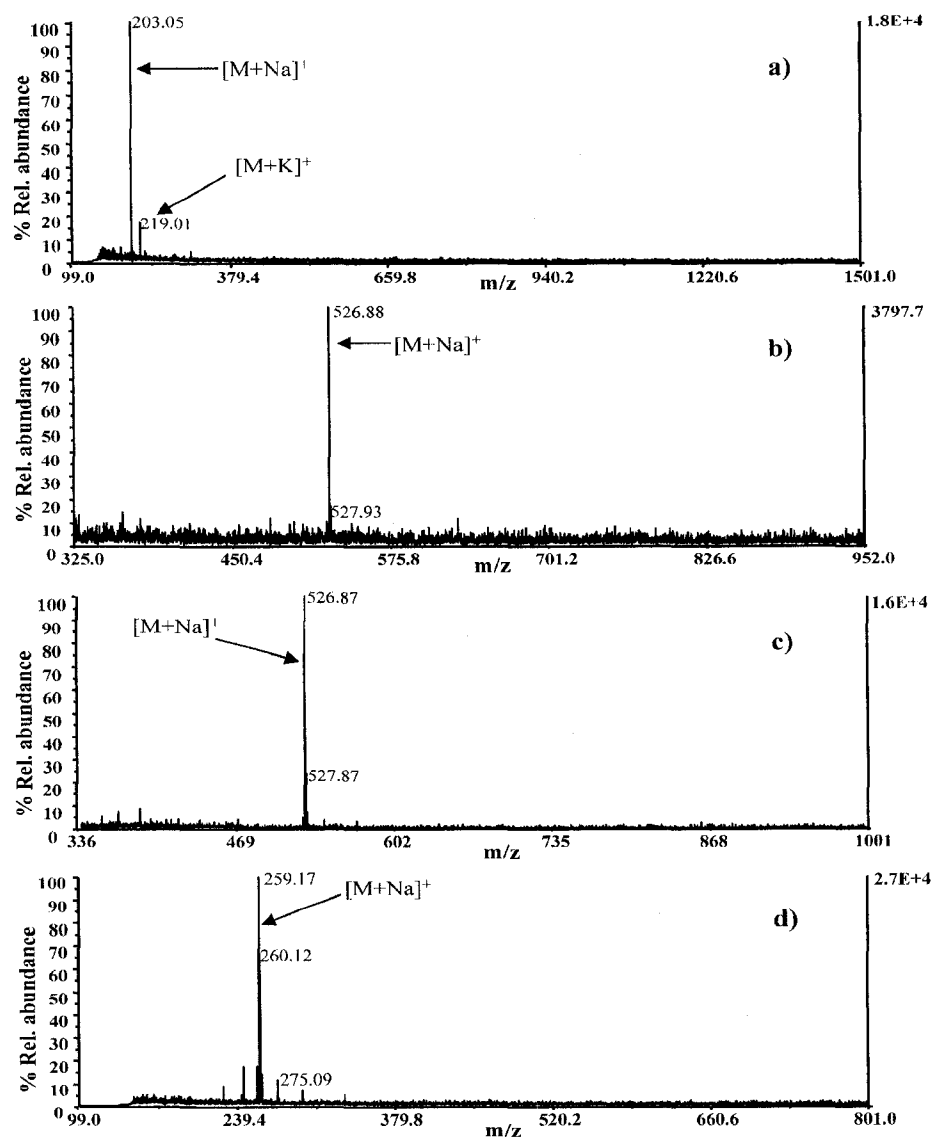 203.05
1.8E+4
100
90
80
70
60
50
40
30
20
10
0
% Rel. abundance
[M+Na]⁺
a)
[M+K]⁺
219.01
99.0 379.4 659.8 940.2 1220.6 1501.0
m/z
526.88
3797.7
100
90
80
70
60
50
40
30
20
10
0
% Rel. abundance
[M+Na]⁺
b)
527.93
325.0 450.4 575.8 701.2 826.6 952.0
m/z
526.87
1.6E+4
100
90
80
70
60
50
40
30
20
10
0
% Rel. abundance
[M+Na]⁺
c)
527.87
336 469 602 735 868 1001
m/z
259.17
2.7E+4
100
90
80
70
60
50
40
30
20
10
0
% Rel. abundance
[M+Na]⁺
d)
260.12
275.09
99.0 239.4 379.8 520.2 660.6 801.0
m/z